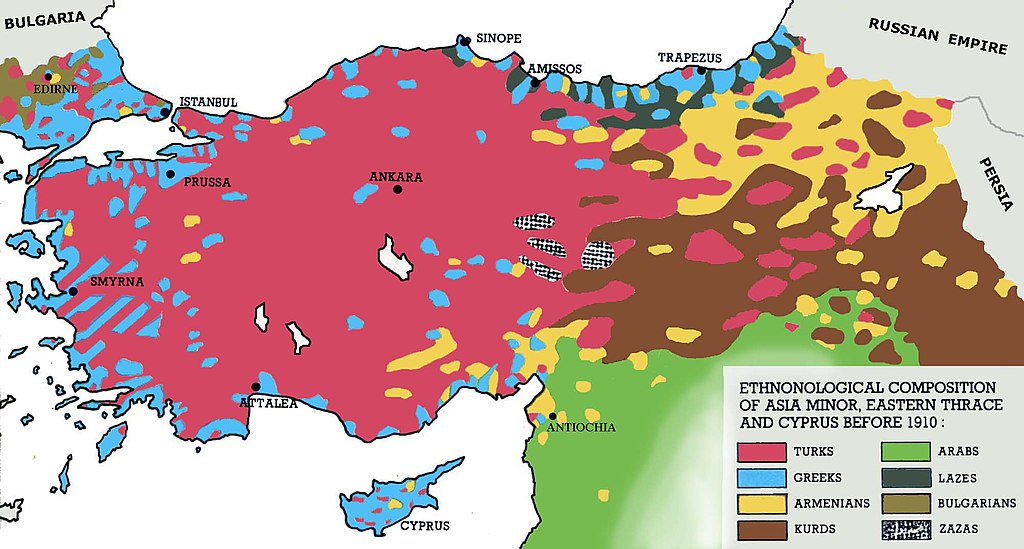 BULGARIA
RUSSIAN EMPIRE
SINOPE
TRAPEZUS
AMISSOS
EDIRNE
ISTANBUL
PERSIA
PRUSSA
ANKARA
SMYRNA
ATTALEA
ANTIOCHIA
CYPRUS
ETHNONOLOGICAL COMPOSITION
OF ASIA MINOR, EASTERN THRACE
AND CYPRUS BEFORE 1910 :
TURKS
GREEKS
ARMENIANS
KURDS
ARABS
LAZES
BULGARIANS
ZAZAS